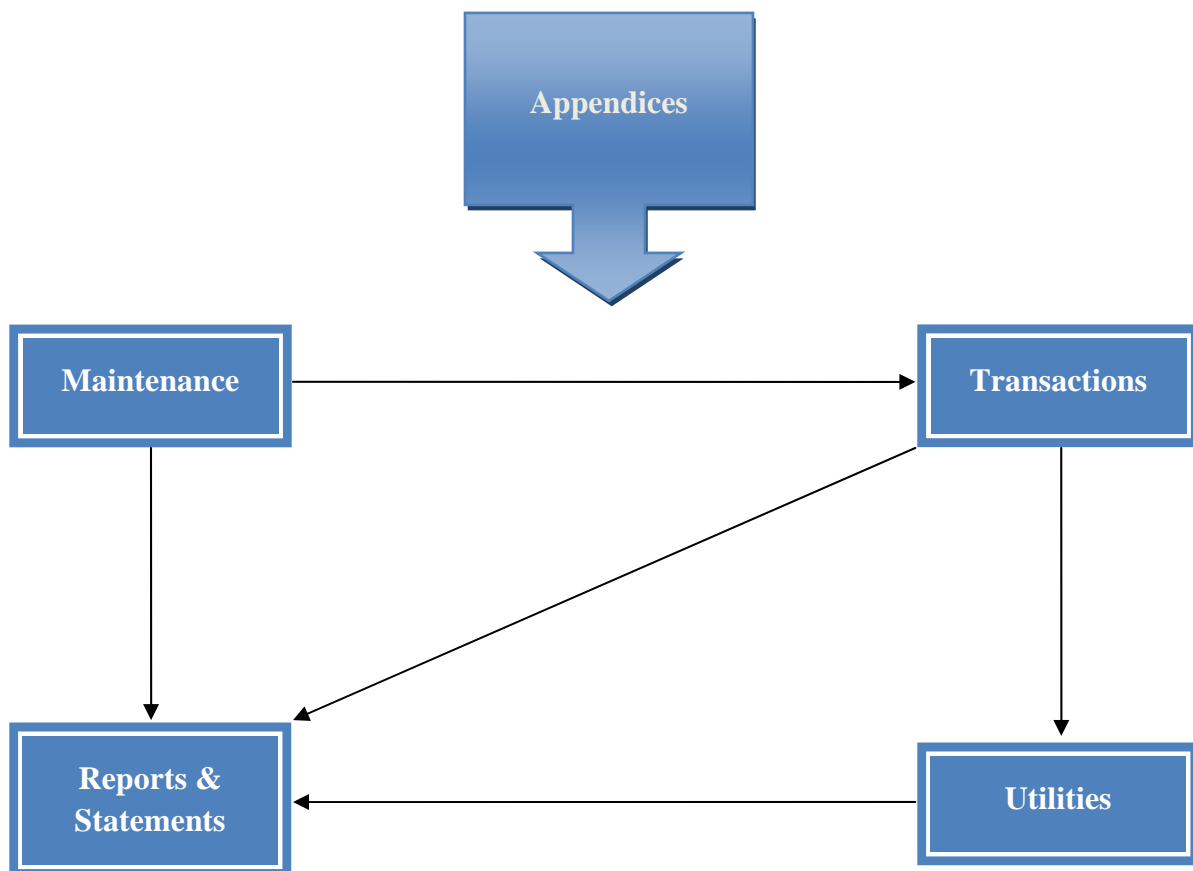 Appendices
Maintenance
Transactions
Reports &
Statements
Utilities